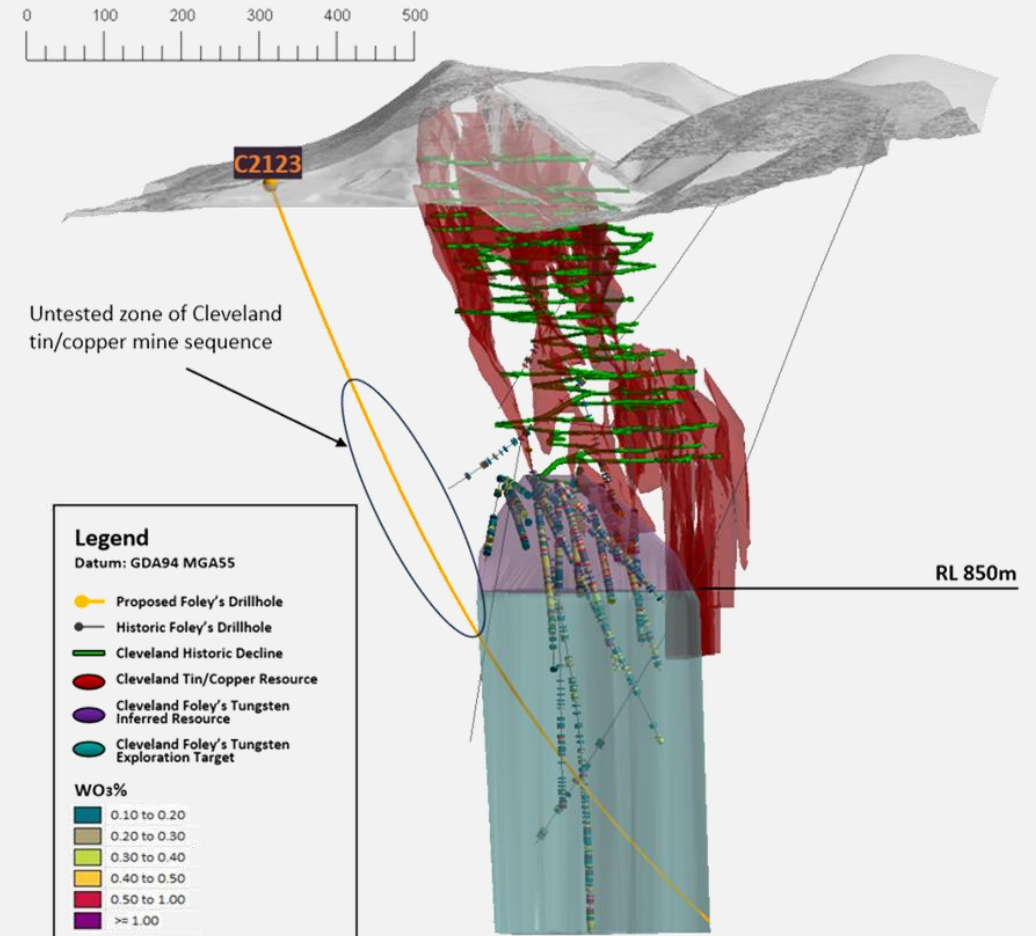 0 100 200 300 400 500
C2123
Untested zone of Cleveland
tin/copper mine sequence
RL 850m
Legend
Datum: GDA94 MGA55
Proposed Foley's Drillhole
Historic Foley's Drillhole
Cleveland Historic Decline
Cleveland Tin/Copper Resource
Cleveland Foley's Tungsten
Inferred Resource
Cleveland Foley's Tungsten
Exploration Target
WO₃%
0.10 to 0.20
0.20 to 0.30
0.30 to 0.40
0.40 to 0.50
0.50 to 1.00
>= 1.00